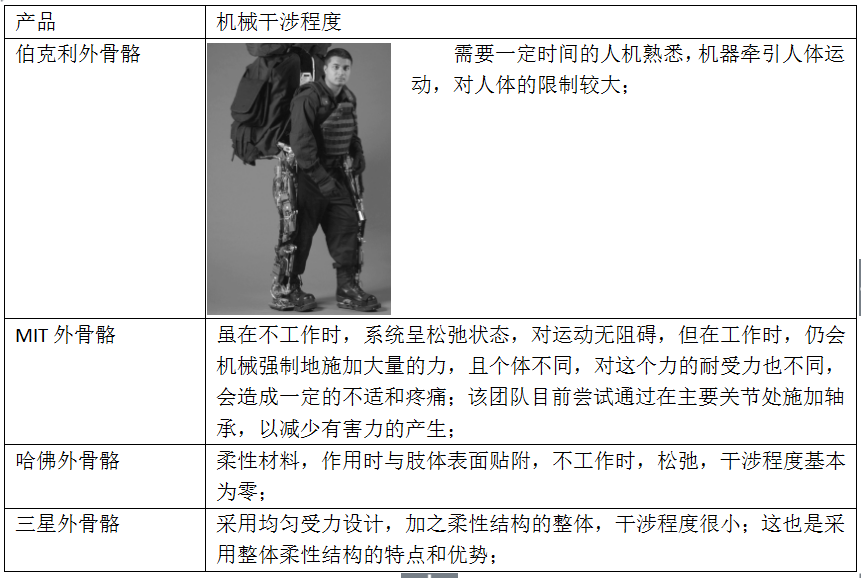 产品 机械干涉程度
伯克利外骨骼
需要一定时间的人机熟悉，机器牵引人体运
动，对人体的限制较大；
MIT 外骨骼
虽在不工作时，系统呈松弛状态，对运动无阻碍，但在工作时，仍会
机械强制地施加大量的力，且个体不同，对这个力的耐受力也不同，
会造成一定的不适和疼痛；该团队目前尝试通过在主要关节处施加轴
承，以减少有害力的产生；
哈佛外骨骼
柔性材料，作用时与肢体表面贴附，不工作时，松弛，干涉程度基本
为零；
三星外骨骼
采用均匀受力设计，加之柔性结构的整体，干涉程度很小；这也是采
用整体柔性结构的特点和优势；